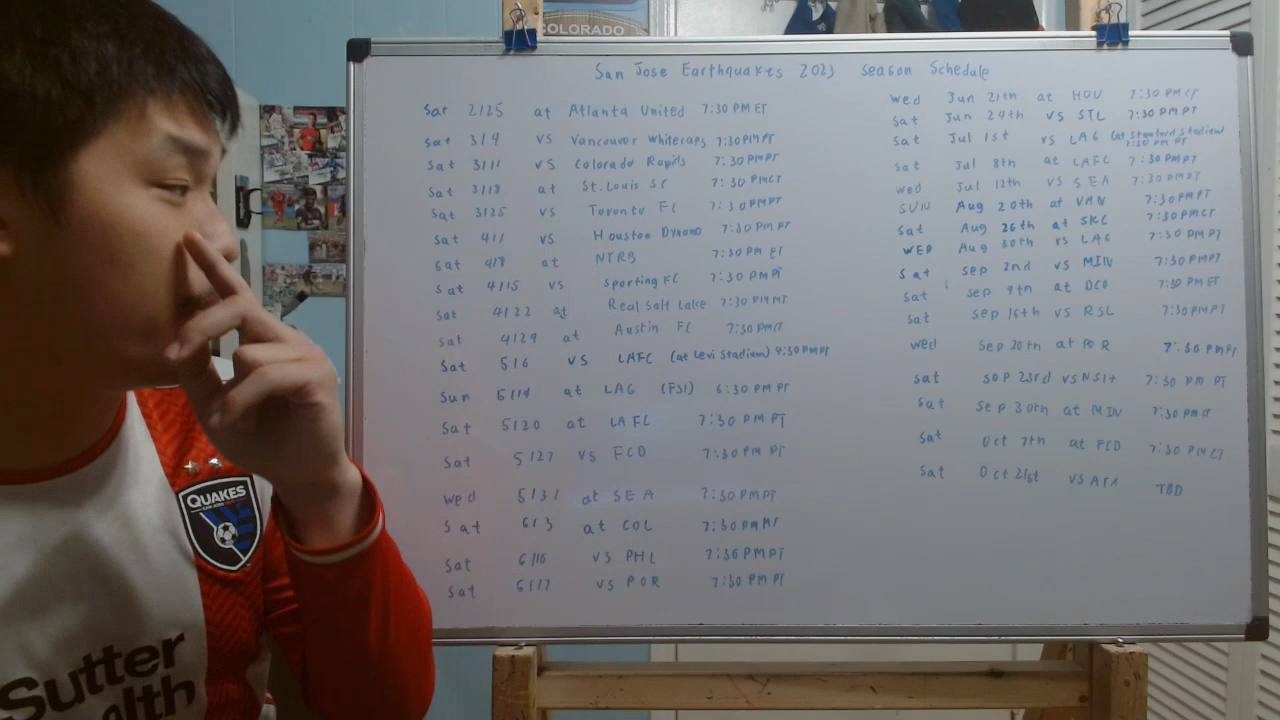 COLORADO
San Jose Earthquakes 2023 season Schedule
Sat 2/25 at Atlanta United 7:30 PM ET
Sat 3/4 VS Vancouver Whitecaps 7:30 PM PT
Sat 3/11 VS Colorado Rapids 7:30 PM PT
Sat 3/18 at St. Louis SC 7:30 PM CT
Sat 3/25 VS Toronto FC 7:30 PM PT
Sat 4/1 VS Houston Dynamo 7:30 PM PT
Sat 4/8 at NYRB 7:30 PM ET
Sat 4/15 VS Sporting KC 7:30 PM PT
Sat 4/22 at Real Salt Lake 7:30 PM MT
Sat 4/29 at Austin FC 7:30 PM CT
Sat 5/6 VS LAFC (at Levi Stadium) 4:30 PM PT
Sun 5/14 at LAG (FS1) 6:30 PM PT
Sat 5/20 at LAFC 7:30 PM PT
Sat 5/27 VS FCD 7:30 PM PT
Wed 5/31 at SEA 7:30 PM PT
Sat 6/3 at COL 7:30 PM MT
Sat 6/10 VS PHL 7:30 PM PT
Sat 6/17 VS POR 7:30 PM PT
Wed Jun 21th at HOU 7:30 PM CT
Sat Jun 24th VS STL 7:30 PM PT
Sat Jul 1st VS LAG (at Stanford Stadium) 7:30 PM PT
Sat Jul 8th at LAFC 7:30 PM PT
Wed Jul 12th VS SEA 7:30 PM PT
SUN Aug 20th at VAN 7:30 PM PT
Sat Aug 26th at SKC 7:30 PM CT
WED Aug 30th VS LAG 7:30 PM PT
Sat Sep 2nd VS MIN 7:30 PM PT
Sat Sep 9th at DCU 7:30 PM ET
Sat Sep 16th VS RSL 7:30 PM PT
Wed Sep 20th at POR 7:30 PM PT
Sat Sep 23rd VS NSH 7:30 PM PT
Sat Sep 30th at MIN 7:30 PM CT
Sat Oct 7th at FCD 7:30 PM CT
Sat Oct 21st VS ATX TBD
QUAKES
Sutter
Health